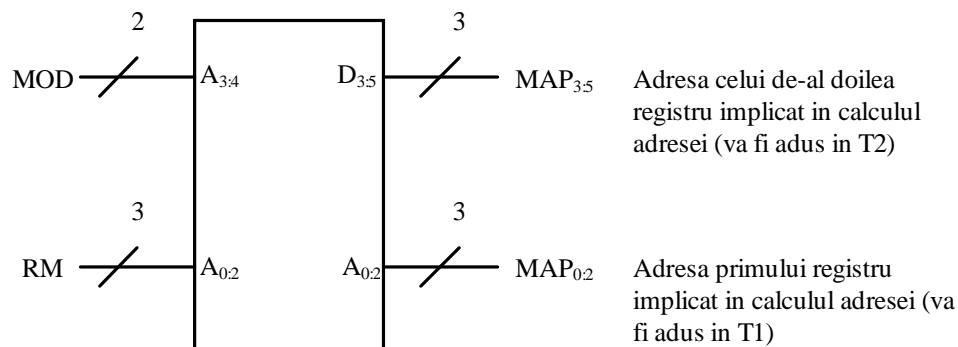 2
3
MOD
A3:4
D3:5
MAP3:5
Adresa celui de-al doilea
registru implicat in calculul
adresei (va fi adus in T2)
3
3
RM
A0:2
A0:2
MAP0:2
Adresa primului registru
implicat in calculul adresei (va
fi adus in T1)